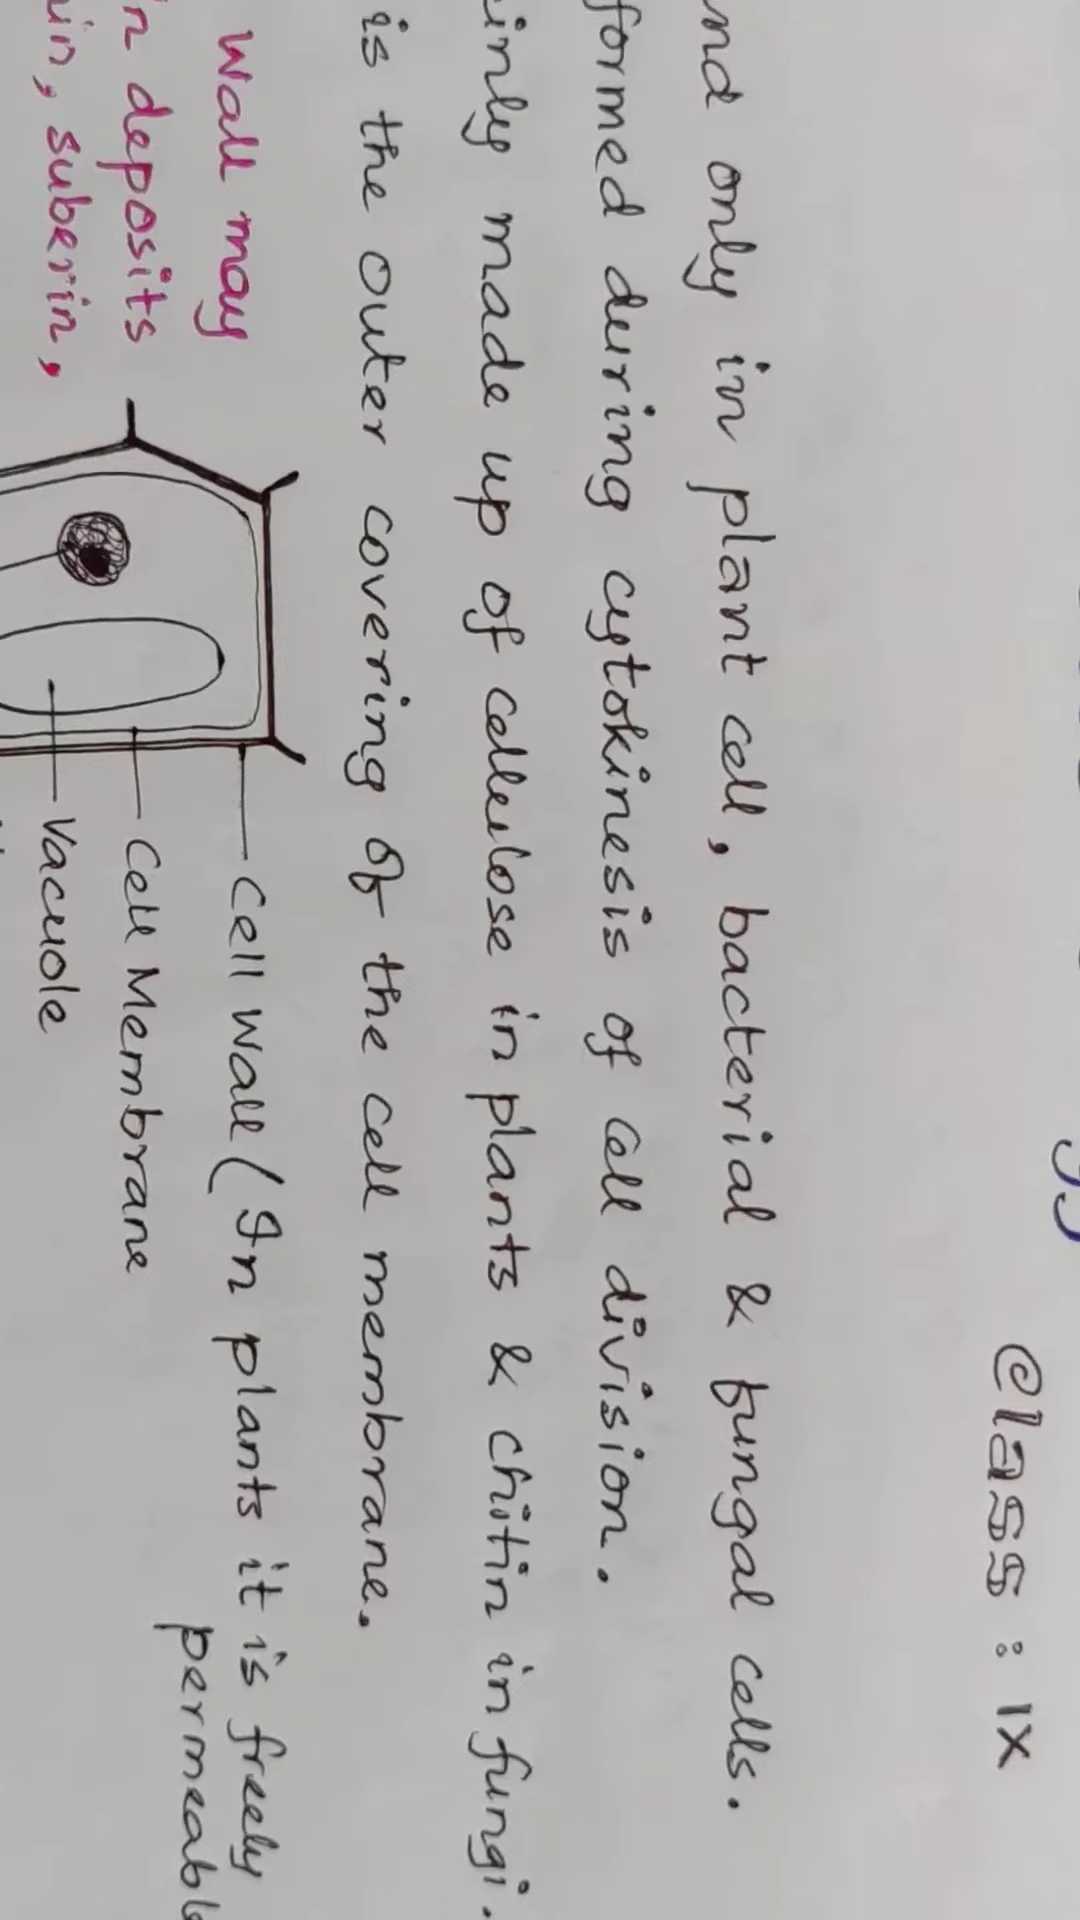 @lass : IX
nd only in plant cell, bacterial & fungal cells.
formed during cytokinesis of cell division.
inly made up of cellulose in plants & chitin in fungi.
is the outer covering of the cell membrane.
wall may
Cell wall (In plants it is freely
permeable
n deposits
Cell Membrane
in, suberin,
Vacuole